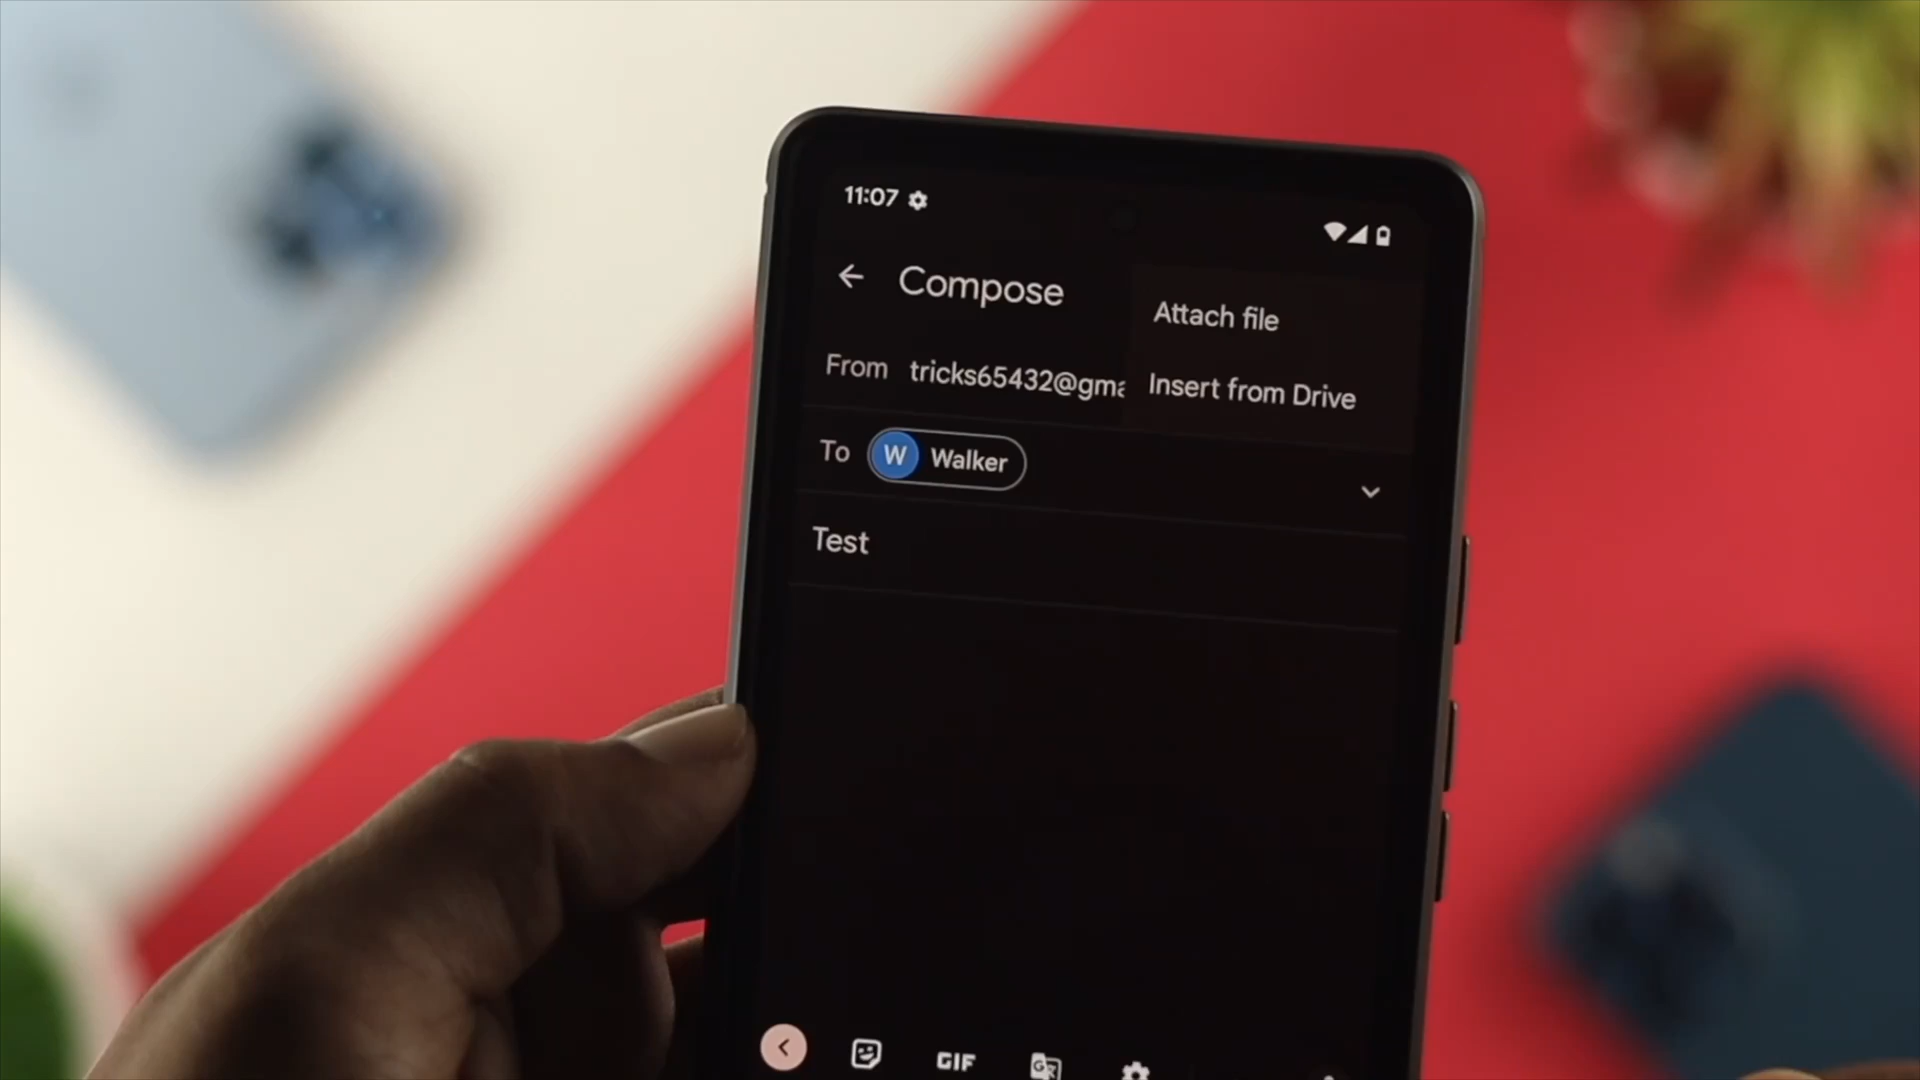 11:07
Compose
Attach file
From tricks65432@gma
Insert from Drive
To W Walker
Test
GIF